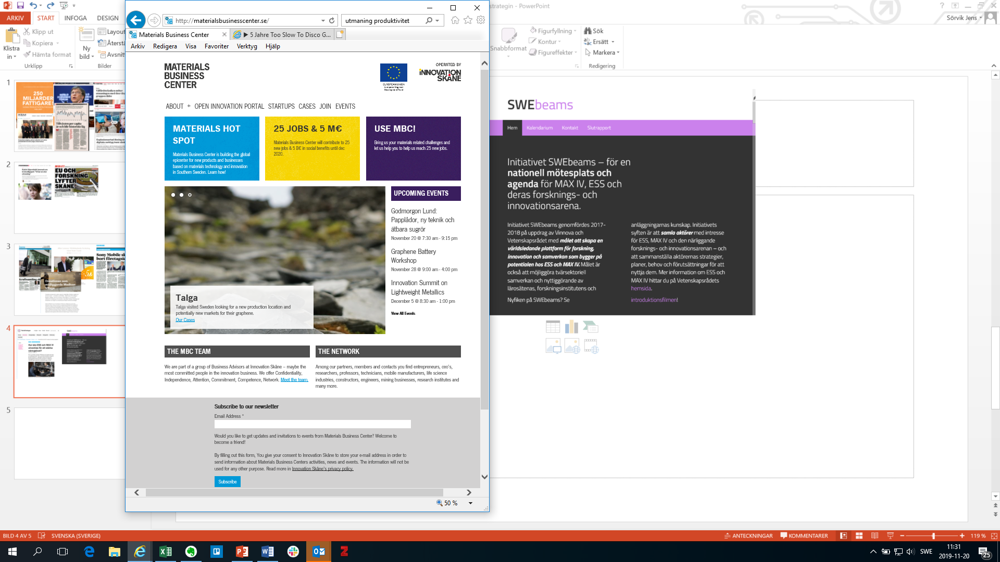 strategin - PowerPoint
Sörvik Jens
ARKIV
START
INFOGA
DESIGN
Klistra
in
Klipp ut
Kopiera
Hämta format
Urklipp
Ny
bild
Layou
Återstä
Avsnitt
Bilder
Snabbformat
Figurfyllning
Kontur
Figureffekter
Sök
Ersätt
Markera
Redigering
http://materialsbusinesscenter.se/
utmaning produktivitet
Materials Business Center
5 Jahre Too Slow To Disco G...
Arkiv Redigera Visa Favoriter Verktyg Hjälp
MATERIALS
BUSINESS
CENTER
EUROPEAN UNION
European Regional
Development Fund
OPERATED BY
INNOVATION
SKÅNE
ABOUT + OPEN INNOVATION PORTAL STARTUPS CASES JOIN EVENTS
MATERIALS HOT
SPOT
Materials Business Center is building the global
epicenter for new products and businesses
based on materials technology and innovation
in Southern Sweden. Learn how!
25 JOBS & 5 M€
Materials Business Center will contribute to 25
new jobs & 5 B€ in social benefits until dec
2020.
USE MBC!
Bring us your materials related challenges and
let us help you to help us reach 25 new jobs.
Talga
Talga visited Sweden looking for a new production location and
potentially new markets for their graphene.
Our Cases
UPCOMING EVENTS
Godmorgon Lund:
Papplådor, ny teknik och
ätbara sugrör
November 20 @ 7:30 am - 9:15 pm
Graphene Battery
Workshop
November 28 @ 9:00 am - 4:00 pm
Innovation Summit on
Lightweight Metallics
December 5 @ 8:30 am - 1:00 pm
View All Events
THE MBC TEAM
We are part of a group of Business Advisors at Innovation Skåne – maybe the
most committed people in the innovation business. We offer Confidentiality,
Independence, Attention, Commitment, Competence, Network. Meet the team.
THE NETWORK
Among our partners, members and contacts you find entrepreneurs, ceo's,
researchers, professors, technicians, mobile manufacturers, life science
industries, constructors, engineers, mining businesses, research institutes and
many more.
Subscribe to our newsletter
Email Address *
Would you like to get updates and invitations to events from Materials Business Center? Welcome to
become a friend!
By filling out this form, You give your consent to Innovation Skåne to store your e-mail address in order to
send information about Materials Business Centers activities, news and events. The information will not be
used for any other purpose. Read more in Innovation Skåne's privacy policy.
Subscribe
50 %
SWEbeams
Hem Kalendarium Kontakt Slutrapport
Initiativet SWEbeams – för en
nationell mötesplats och
agenda för MAX IV, ESS och
deras forsknings- och
innovationsarena.
Initiativet SWEbeams genomfördes 2017-
2018 på uppdrag av Vinnova och
Vetenskapsrådet med målet att skapa en
världsledande plattform för forskning,
innovation och samverkan som bygger på
potentialen hos ESS och MAX IV. Målet är
också att möjliggöra tvärsektoriell
samverkan och nyttiggörande av
lärosätenas, forskningsinstitutens och
anläggningarnas kunskap. Initiativets
syften är att samla aktörer med intresse
för ESS, MAX IV och den närliggande
forsknings- och innovationsarenan – och
att sammanställa aktörernas strategier,
planer, behov och förutsättningar för att
nyttja dem. Mer information om ESS och
MAX IV hittar du på Vetenskapsrådets
hemsida.
Nyfiken på SWEbeams? Se
introduktionsfilmen!
1
250
MILJARDER
FATTIGARE
2
EU OCH
FORSKNING
LYFTER
SKÅNE
3
Sony Mobile sk
bort företagsid
4
SWEbeams
5
BILD 4 AV 5
SVENSKA (SVERIGE)
ANTECKNINGAR
KOMMENTARER
119 %
SWE
11:31
2019-11-20
25